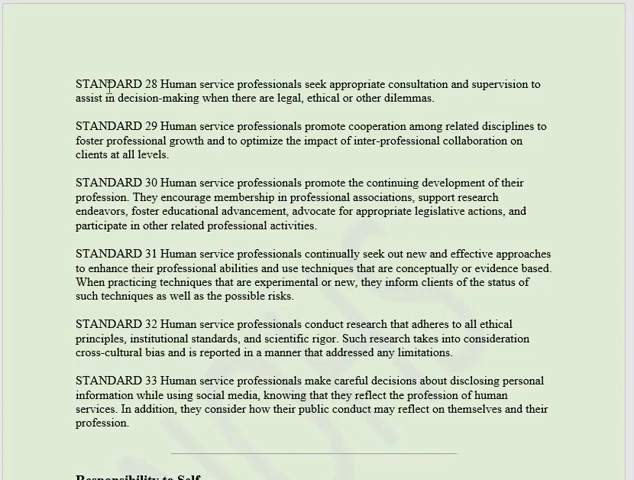 STANDARD 28 Human service professionals seek appropriate consultation and supervision to
assist in decision-making when there are legal, ethical or other dilemmas.
STANDARD 29 Human service professionals promote cooperation among related disciplines to
foster professional growth and to optimize the impact of inter-professional collaboration on
clients at all levels.
STANDARD 30 Human service professionals promote the continuing development of their
profession. They encourage membership in professional associations, support research
endeavors, foster educational advancement, advocate for appropriate legislative actions, and
participate in other related professional activities.
STANDARD 31 Human service professionals continually seek out new and effective approaches
to enhance their professional abilities and use techniques that are conceptually or evidence based.
When practicing techniques that are experimental or new, they inform clients of the status of
such techniques as well as the possible risks.
STANDARD 32 Human service professionals conduct research that adheres to all ethical
principles, institutional standards, and scientific rigor. Such research takes into consideration
cross-cultural bias and is reported in a manner that addressed any limitations.
STANDARD 33 Human service professionals make careful decisions about disclosing personal
information while using social media, knowing that they reflect the profession of human
services. In addition, they consider how their public conduct may reflect on themselves and their
profession.
Responsibility to Self